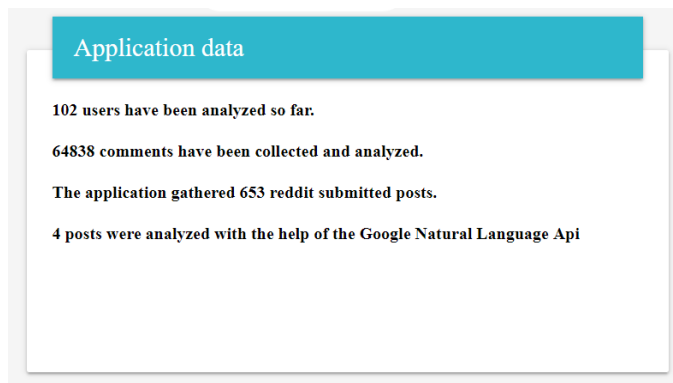 Application data
102 users have been analyzed so far.
64838 comments have been collected and analyzed.
The application gathered 653 reddit submitted posts.
4 posts were analyzed with the help of the Google Natural Language Api